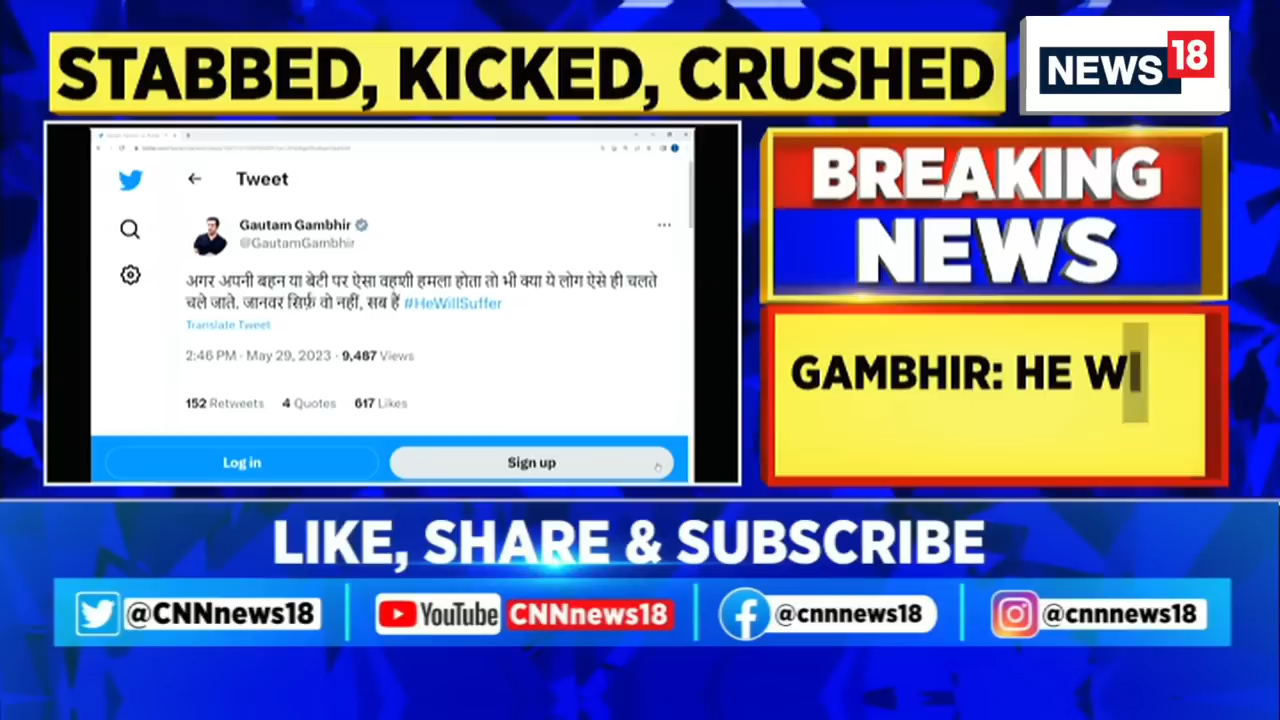 STABBED, KICKED, CRUSHED
NEWS 18
Tweet
Gautam Gambhir
@GautamGambhir
अगर अपनी बहन या बेटी पर ऐसा वहशी हमला होता तो भी क्या ये लोग ऐसे ही चलते
चले जाते. जानवर सिर्फ़ वो नहीं, सब हैं #HeWillSuffer
Translate Tweet
2:46 PM · May 29, 2023 · 9,487 Views
152 Retweets 4 Quotes 617 Likes
Log in Sign up
BREAKING
NEWS
GAMBHIR: HE WI
LIKE, SHARE & SUBSCRIBE
@CNNnews18 YouTube CNNnews18 @cnnnews18 @cnnnews18